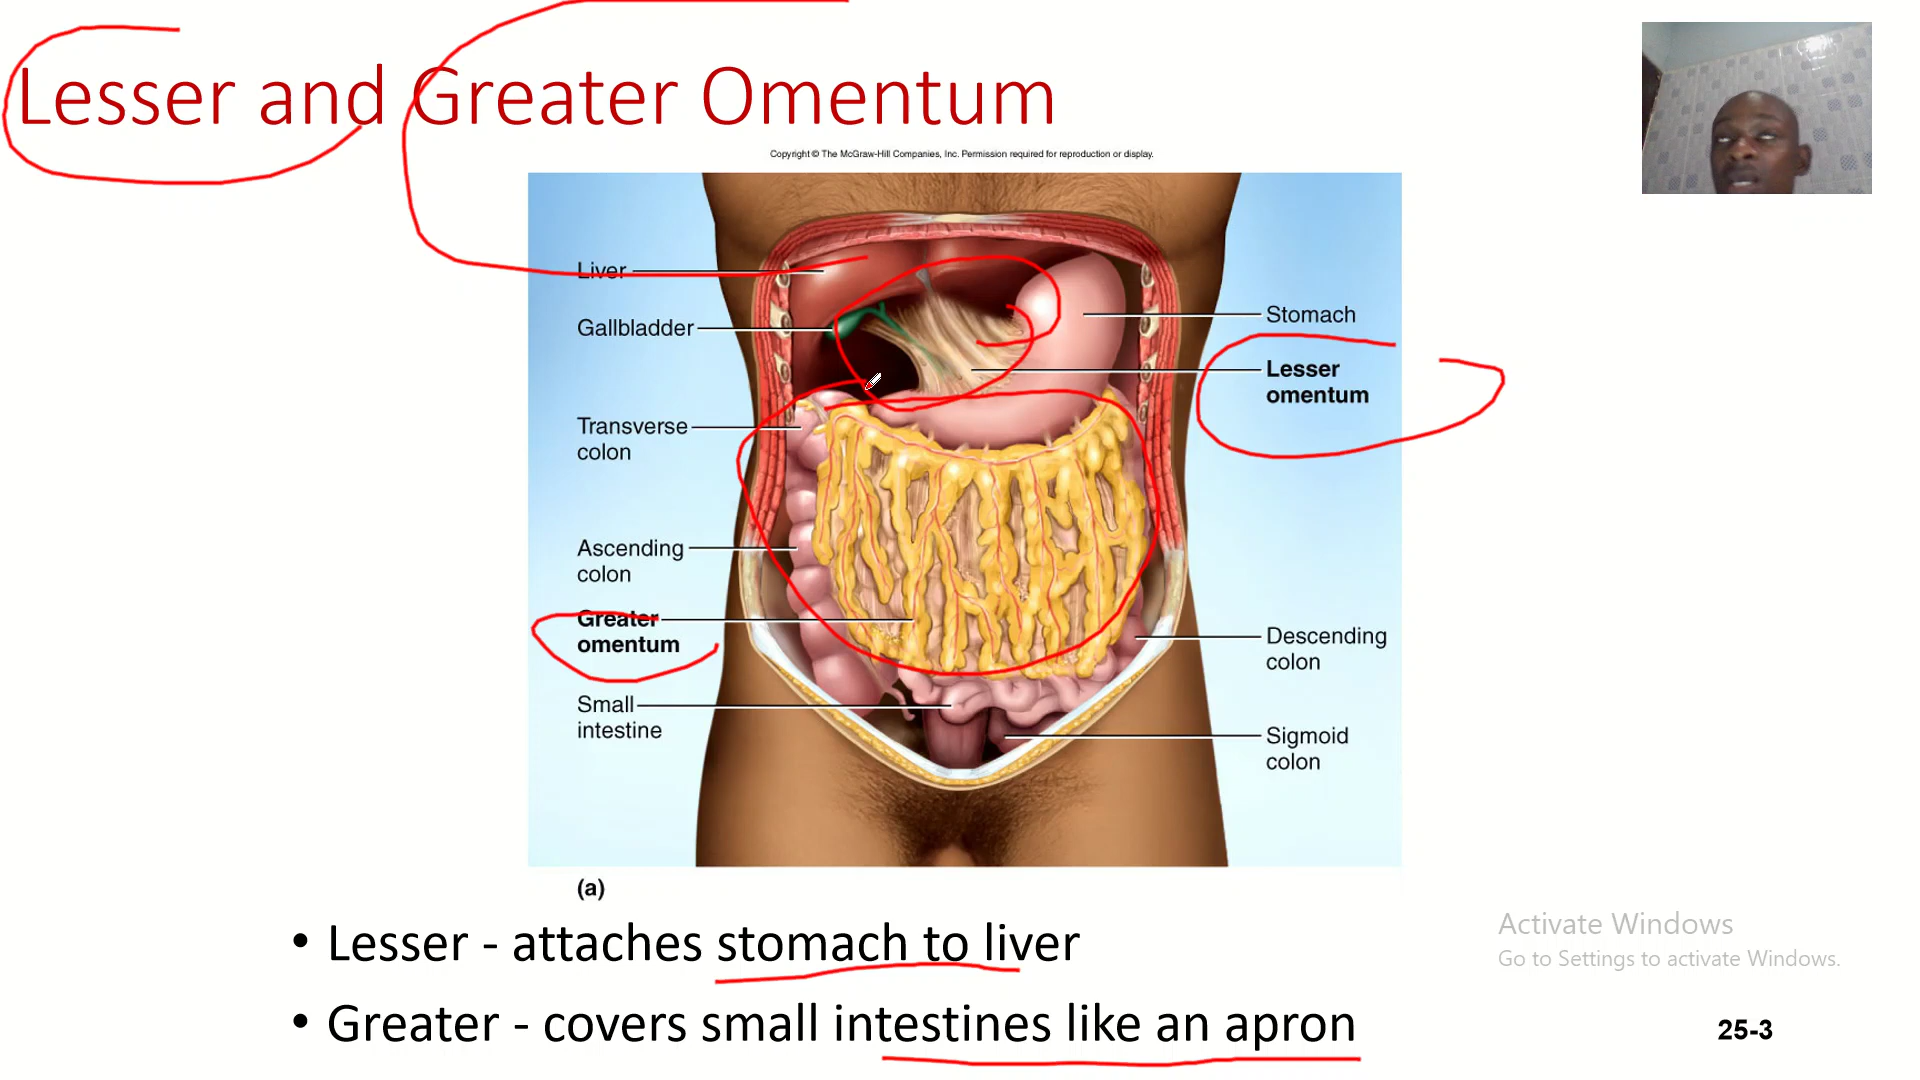 Lesser and Greater Omentum
Copyright © The McGraw-Hill Companies, Inc. Permission required for reproduction or display.
Liver
Gallbladder
Transverse
colon
Ascending
colon
Greater
omentum
Small
intestine
Stomach
Lesser
omentum
Descending
colon
Sigmoid
colon
(a)
• Lesser - attaches stomach to liver
• Greater - covers small intestines like an apron
Activate Windows
Go to Settings to activate Windows.
25-3